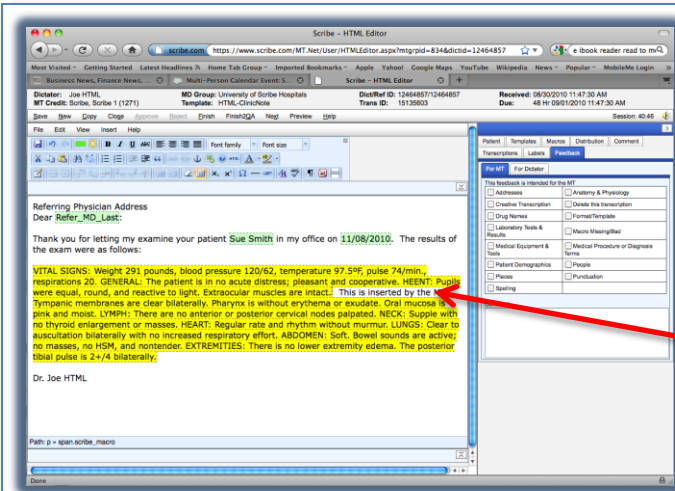 Scribe – HTML Editor
scribe.com https://www.scribe.com/MT.Net/User/HTMLEditor.aspx?mtgrpid=834&dictid=12464857
e ibook reader read to m
Most Visited Getting Started Latest Headlines Home Tab Group Imported Bookmarks Apple Yahoo! Google Maps YouTube Wikipedia News Popular MobileMe Login
Business News, Finance News, ... Multi-Person Calendar Event: S... Scribe – HTML Editor
Dictator: Joe HTML MD Group: University of Scribe Hospitals Dict/Ref ID: 12464857/12464857 Received: 08/30/2010 11:47:30 AM
MT Credit: Scribe, Scribe 1 (1271) Template: HTML-ClinicNote Trans ID: 15135603 Due: 48 Hr 09/01/2010 11:47:30 AM
Save New Copy Close Approve Reject Finish Finish2QA Next Preview Help Session: 40:46
File Edit View Insert Help
Font family Font size
Patient Templates Macros Distribution Comment
Transcriptions Labels Feedback
For MT For Dictator
This feedback is intended for the MT
Addresses Anatomy & Physiology
Creative Transcription Delete this transcription
Drug Names Format/Template
Laboratory Tests & Results Macro Missing/Bad
Medical Equipment & Tools Medical Procedure or Diagnosis Terms
Patient Demographics People
Places Punctuation
Spelling
Referring Physician Address
Dear Refer_MD_Last:
Thank you for letting my examine your patient Sue Smith in my office on 11/08/2010. The results of
the exam were as follows:
VITAL SIGNS: Weight 291 pounds, blood pressure 120/62, temperature 97.5ºF, pulse 74/min.,
respirations 20. GENERAL: The patient is in no acute distress; pleasant and cooperative. HEENT: Pupils
were equal, round, and reactive to light. Extraocular muscles are intact. This is inserted by the
Tympanic membranes are clear bilaterally. Pharynx is without erythema or exudate. Oral mucosa is
pink and moist. LYMPH: There are no anterior or posterior cervical nodes palpated. NECK: Supple with
no thyroid enlargement or masses. HEART: Regular rate and rhythm without murmur. LUNGS: Clear to
auscultation bilaterally with no increased respiratory effort. ABDOMEN: Soft. Bowel sounds are active;
no masses, no HSM, and nontender. EXTREMITIES: There is no lower extremity edema. The posterior
tibial pulse is 2+/4 bilaterally.
Dr. Joe HTML
Path: p » span.scribe_macro
Done